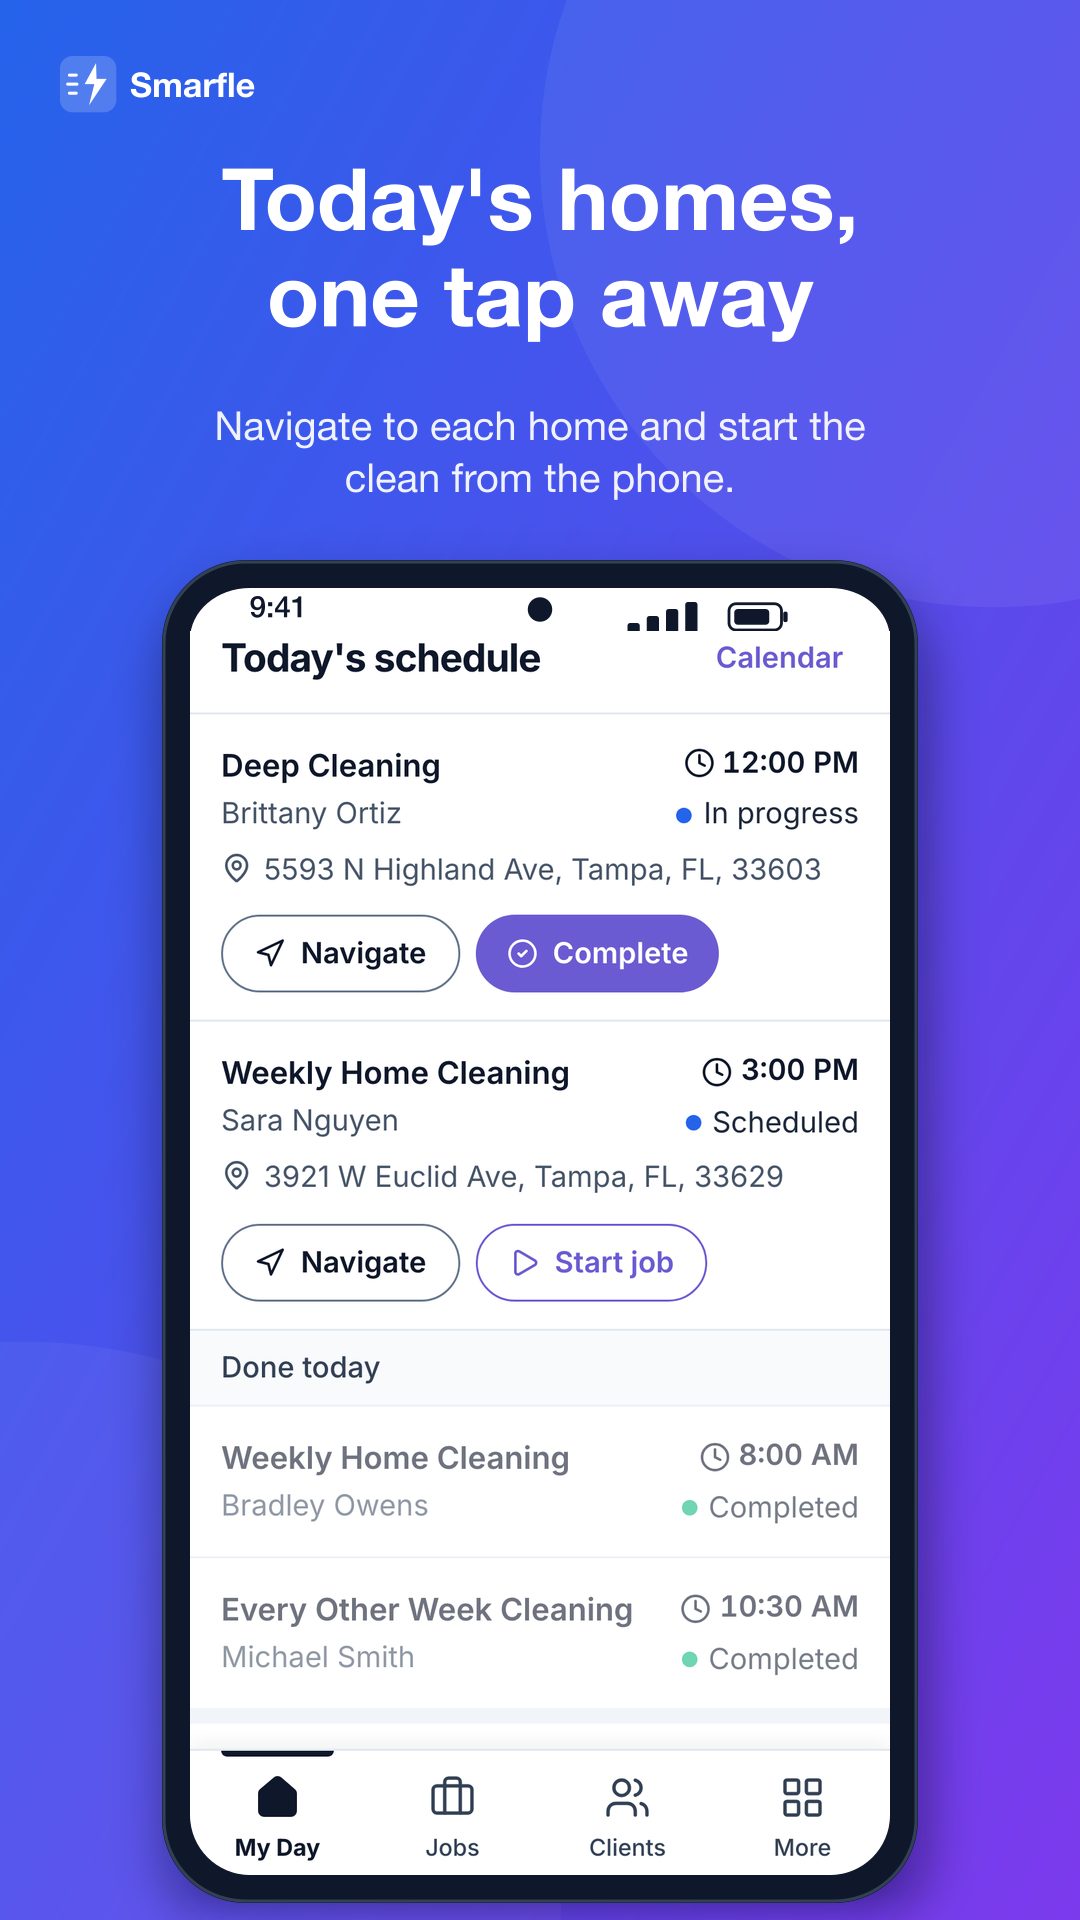 Smarfle
Today's homes,
one tap away
Navigate to each home and start the
clean from the phone.
9:41
Today's schedule
Calendar
Deep Cleaning
12:00 PM
Brittany Ortiz
In progress
5593 N Highland Ave, Tampa, FL, 33603
Navigate
Complete
Weekly Home Cleaning
3:00 PM
Sara Nguyen
Scheduled
3921 W Euclid Ave, Tampa, FL, 33629
Navigate
Start job
Done today
Weekly Home Cleaning
8:00 AM
Bradley Owens
Completed
Every Other Week Cleaning
10:30 AM
Michael Smith
Completed
My Day
Jobs
Clients
More